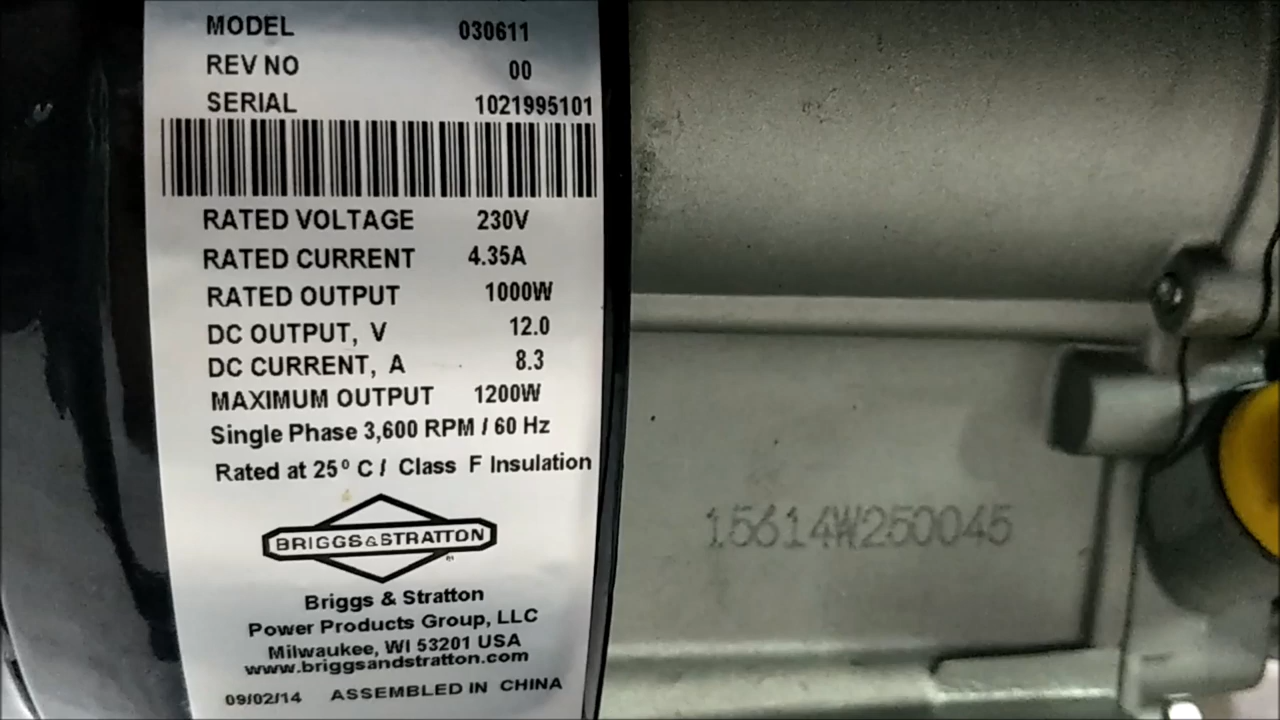 MODEL 030611
REV NO 00
SERIAL 1021995101
RATED VOLTAGE 230V
RATED CURRENT 4.35A
RATED OUTPUT 1000W
DC OUTPUT, V 12.0
DC CURRENT, A 8.3
MAXIMUM OUTPUT 1200W
Single Phase 3,600 RPM / 60 Hz
Rated at 25° C / Class F Insulation
BRIGGS&STRATTON
Briggs & Stratton
Power Products Group, LLC
Milwaukee, WI 53201 USA
www.briggsandstratton.com
09/02/14 ASSEMBLED IN CHINA
15614W250045